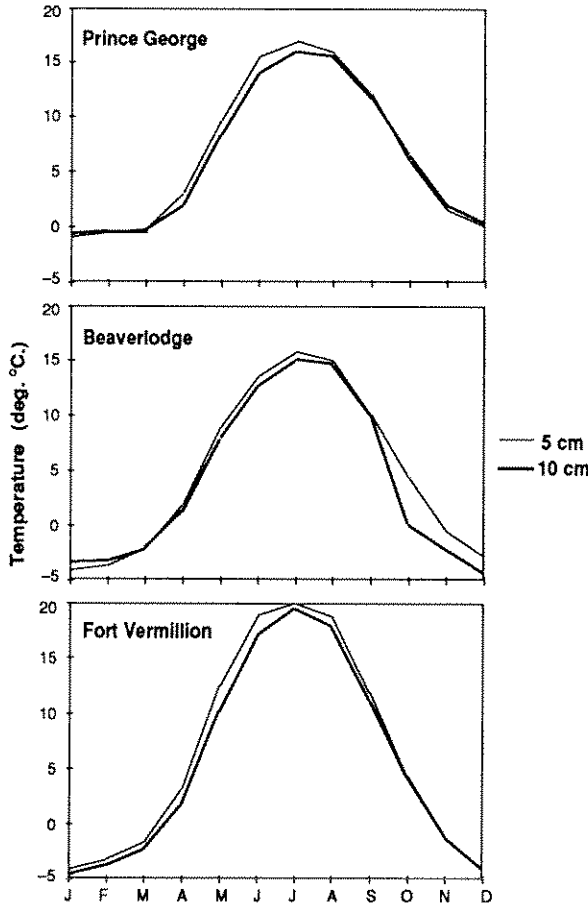 20
Prince George
15
10
5
0
-5
20
Beaverlodge
15
10
5
0
-5
Temperature (deg. °C.)
5 cm
10 cm
20
Fort Vermillion
15
10
5
0
-5
J F M A M J J A S O N D